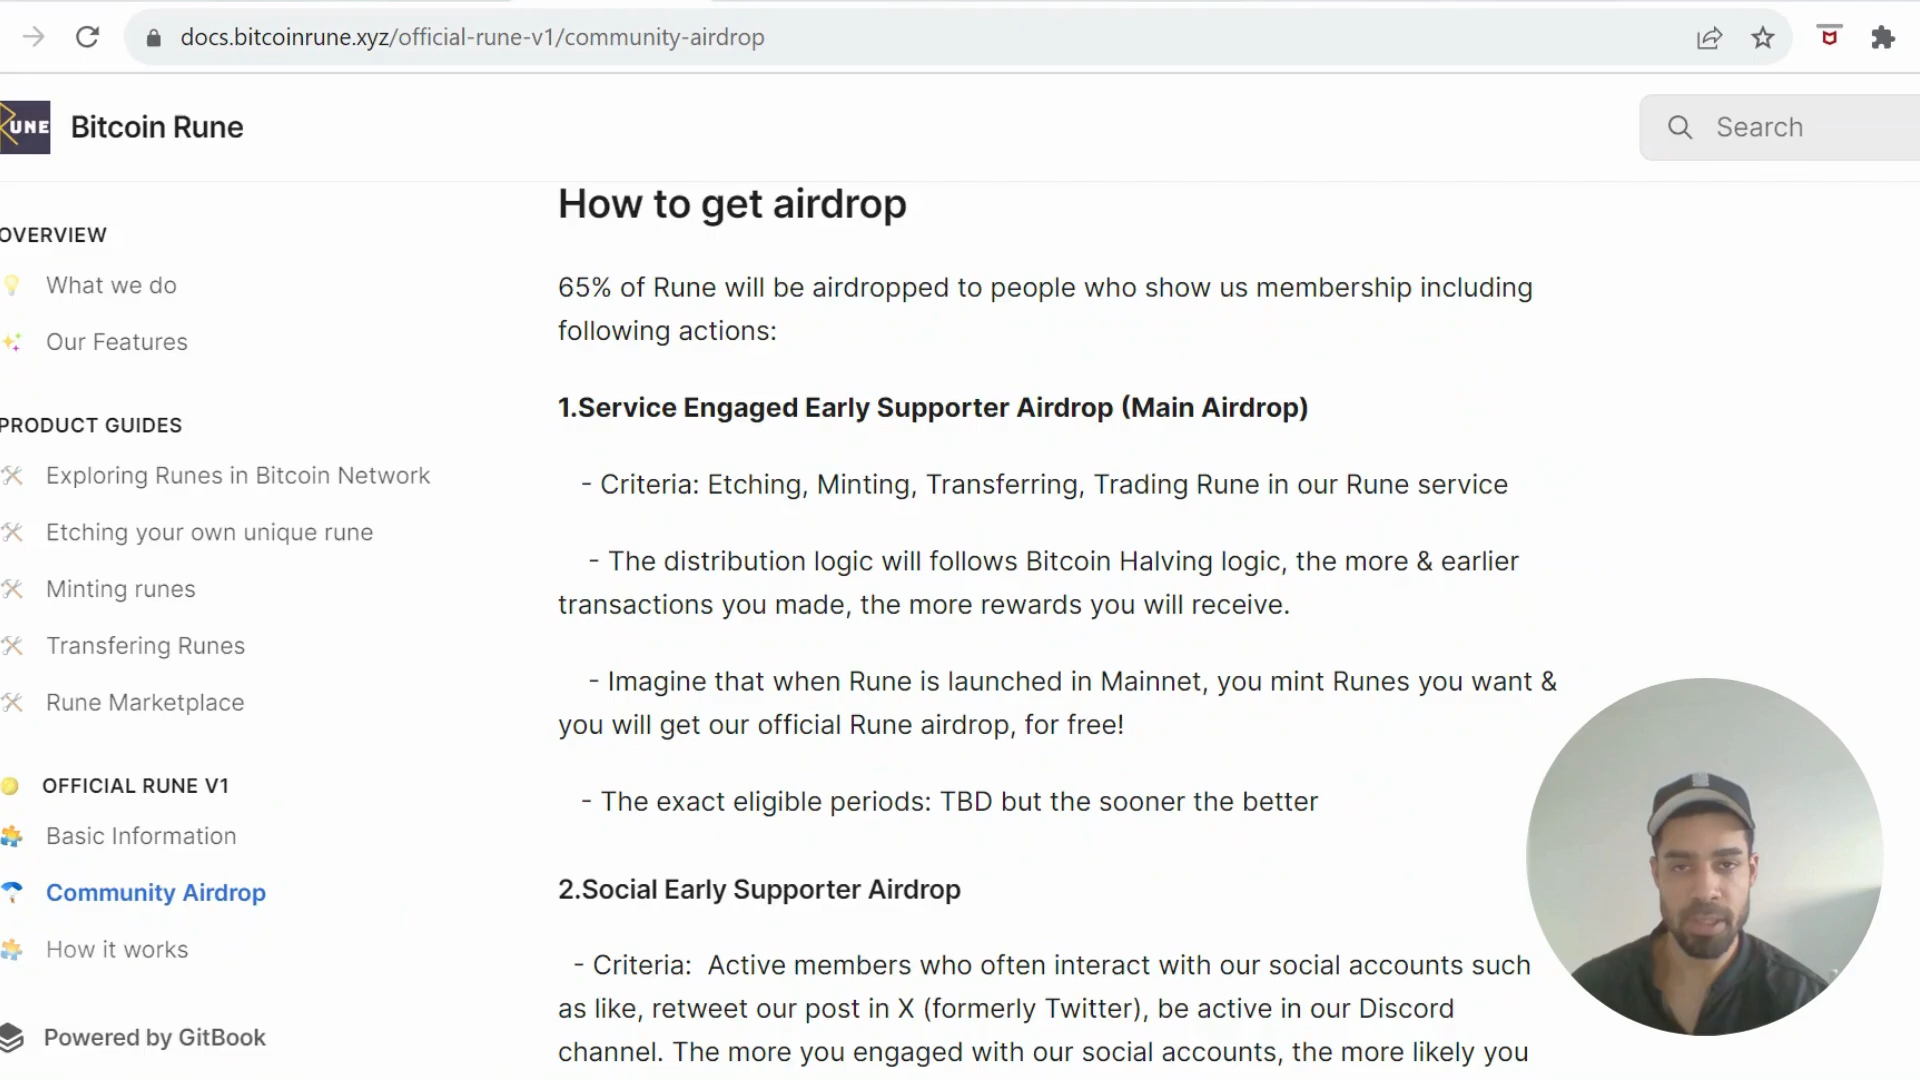 docs.bitcoinrune.xyz/official-rune-v1/community-airdrop
RUNE
Bitcoin Rune
Search
OVERVIEW
What we do
Our Features
PRODUCT GUIDES
Exploring Runes in Bitcoin Network
Etching your own unique rune
Minting runes
Transfering Runes
Rune Marketplace
OFFICIAL RUNE V1
Basic Information
Community Airdrop
How it works
Powered by GitBook
How to get airdrop
65% of Rune will be airdropped to people who show us membership including
following actions:
1.Service Engaged Early Supporter Airdrop (Main Airdrop)
- Criteria: Etching, Minting, Transferring, Trading Rune in our Rune service
- The distribution logic will follows Bitcoin Halving logic, the more & earlier
transactions you made, the more rewards you will receive.
- Imagine that when Rune is launched in Mainnet, you mint Runes you want &
you will get our official Rune airdrop, for free!
- The exact eligible periods: TBD but the sooner the better
2.Social Early Supporter Airdrop
- Criteria:  Active members who often interact with our social accounts such
as like, retweet our post in X (formerly Twitter), be active in our Discord
channel. The more you engaged with our social accounts, the more likely you